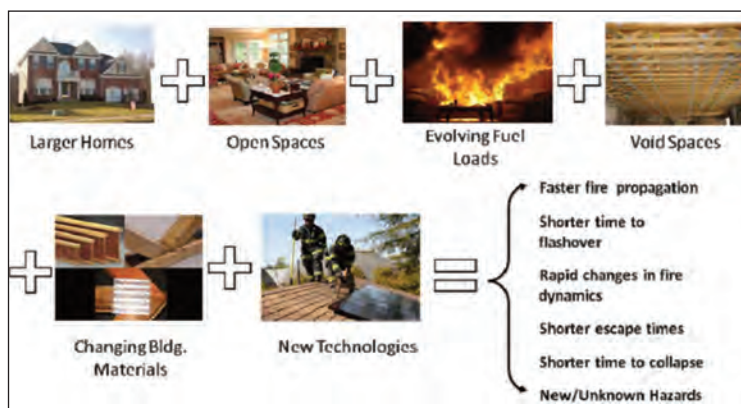 Larger Homes
Open Spaces
Evolving Fuel
Loads
Void Spaces
Changing Bldg.
Materials
New Technologies
Faster fire propagation
Shorter time to
flashover
Rapid changes in fire
dynamics
Shorter escape times
Shorter time to collapse
New/Unknown Hazards